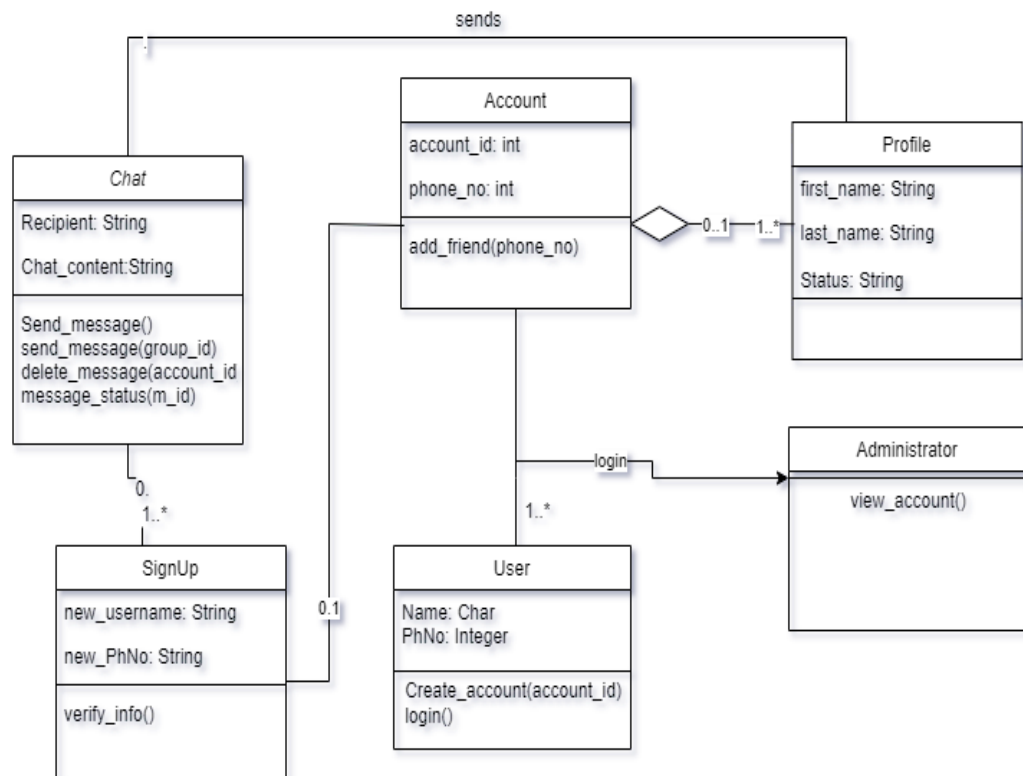 sends
.
Account
account_id: int
phone_no: int
add_friend(phone_no)
Profile
first_name: String
last_name: String
Status: String
0..1
1..*
Chat
Recipient: String
Chat_content:String
Send_message()
send_message(group_id)
delete_message(account_id
message_status(m_id)
0.
1..*
login
Administrator
view_account()
1..*
SignUp
new_username: String
new_PhNo: String
verify_info()
0.1
User
Name: Char
PhNo: Integer
Create_account(account_id)
login()